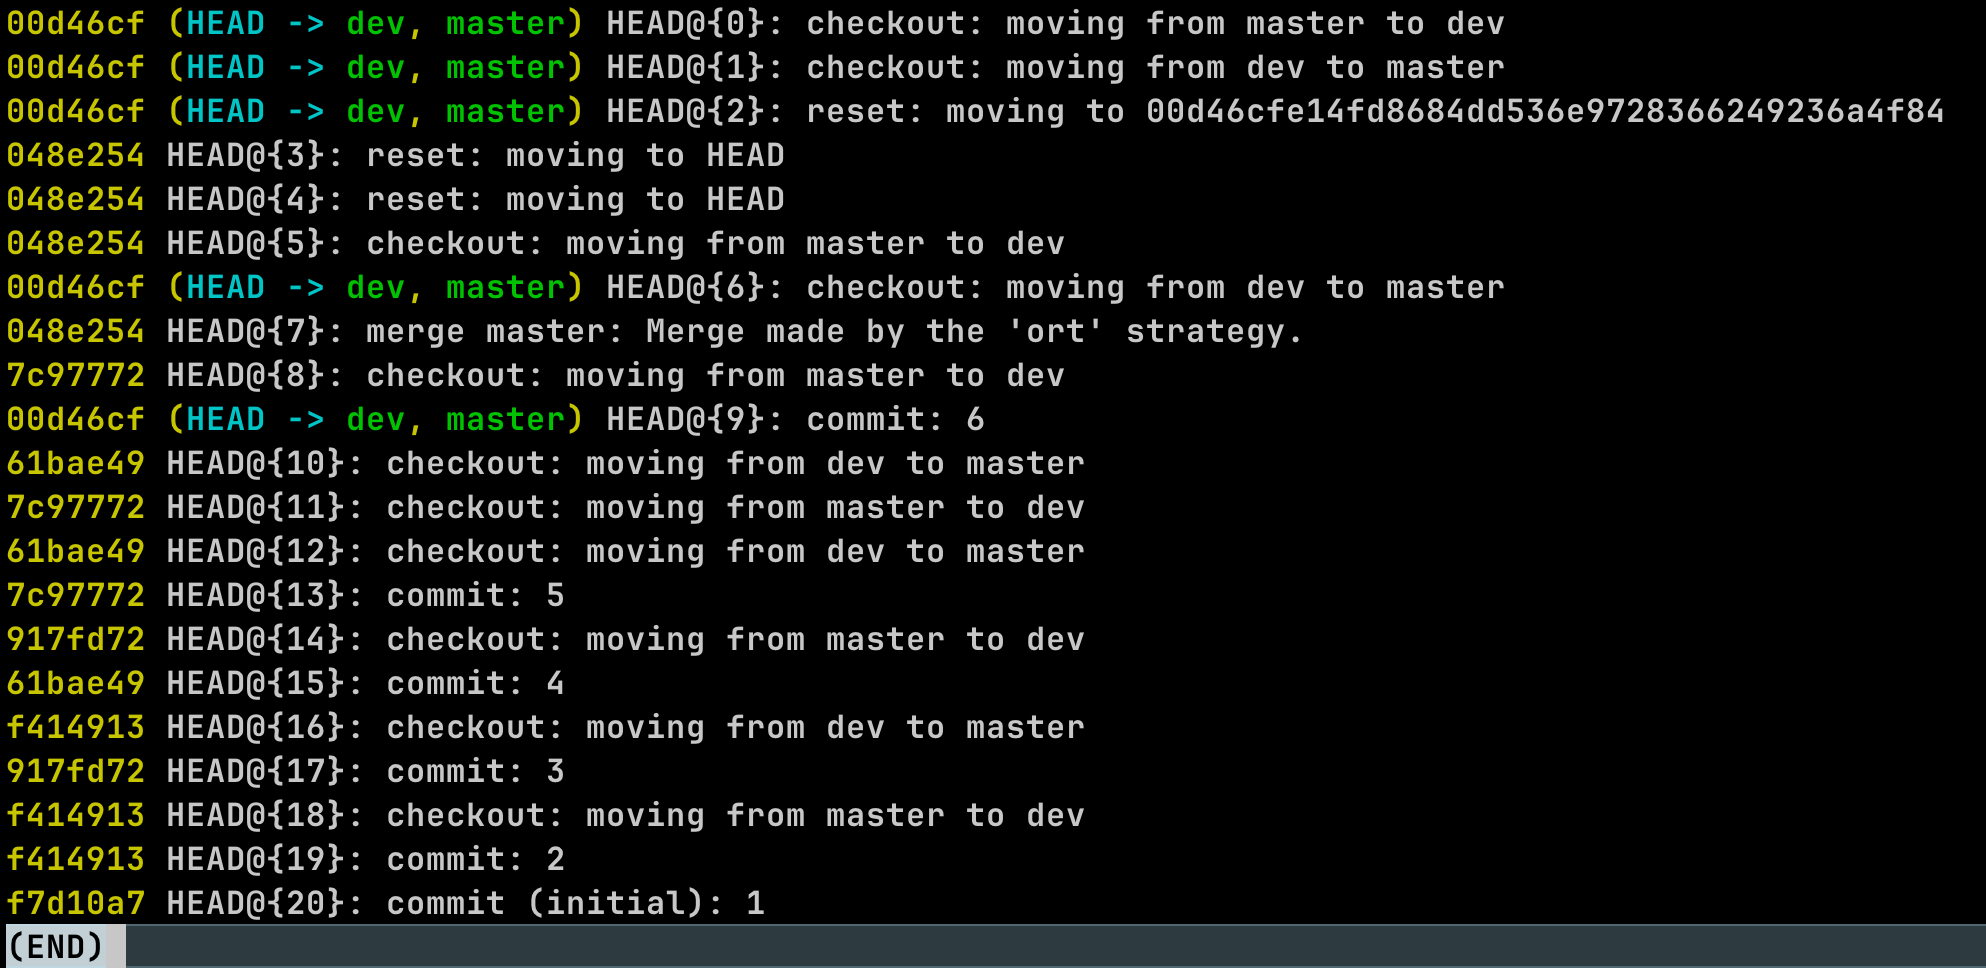 00d46cf (HEAD -> dev, master) HEAD@{0}: checkout: moving from master to dev
00d46cf (HEAD -> dev, master) HEAD@{1}: checkout: moving from dev to master
00d46cf (HEAD -> dev, master) HEAD@{2}: reset: moving to 00d46cfe14fd8684dd536e9728366249236a4f84
048e254 HEAD@{3}: reset: moving to HEAD
048e254 HEAD@{4}: reset: moving to HEAD
048e254 HEAD@{5}: checkout: moving from master to dev
00d46cf (HEAD -> dev, master) HEAD@{6}: checkout: moving from dev to master
048e254 HEAD@{7}: merge master: Merge made by the 'ort' strategy.
7c97772 HEAD@{8}: checkout: moving from master to dev
00d46cf (HEAD -> dev, master) HEAD@{9}: commit: 6
61bae49 HEAD@{10}: checkout: moving from dev to master
7c97772 HEAD@{11}: checkout: moving from master to dev
61bae49 HEAD@{12}: checkout: moving from dev to master
7c97772 HEAD@{13}: commit: 5
917fd72 HEAD@{14}: checkout: moving from master to dev
61bae49 HEAD@{15}: commit: 4
f414913 HEAD@{16}: checkout: moving from dev to master
917fd72 HEAD@{17}: commit: 3
f414913 HEAD@{18}: checkout: moving from master to dev
f414913 HEAD@{19}: commit: 2
f7d10a7 HEAD@{20}: commit (initial): 1
(END)